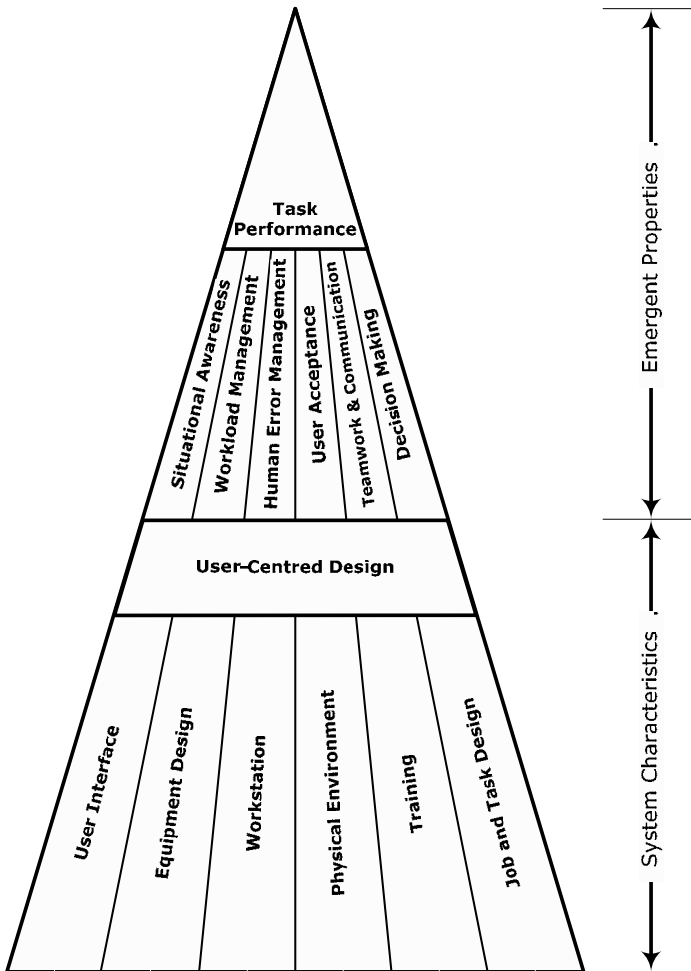 Task
Performance
Situational Awareness
Workload Management
Human Error Management
User Acceptance
Teamwork & Communication
Decision Making
User-Centred Design
User Interface
Equipment Design
Workstation
Physical Environment
Training
Job and Task Design
Emergent Properties
System Characteristics